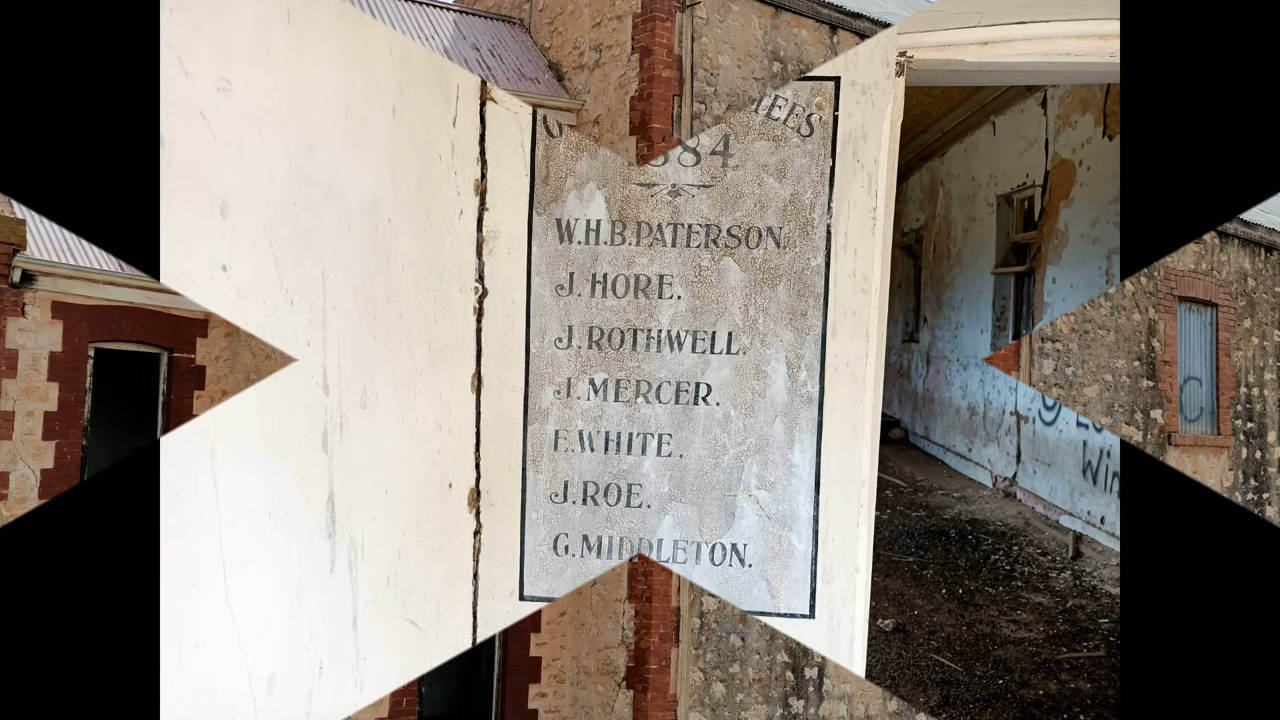 W.H.B.PATERSON.
J. HORE.
J. ROTHWELL.
J. MERCER.
E.WHITE.
J.ROE.
G.MIDDLETON.
C